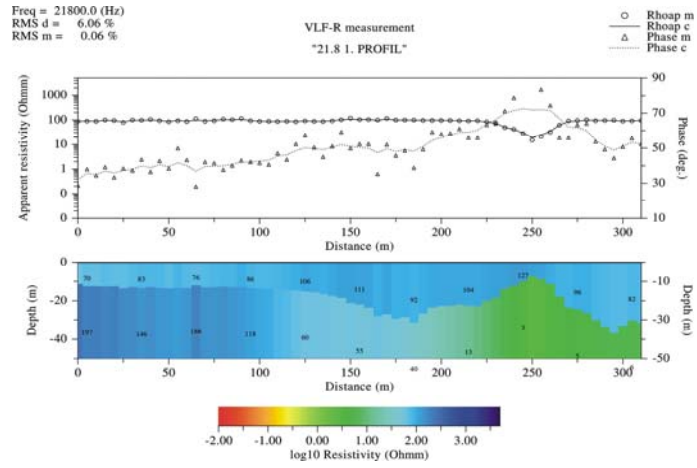 Freq = 21800.0 (Hz)
RMS d = 6.06 %
RMS m = 0.06 %
VLF-R measurement
"21.8 1. PROFIL"
Rhoap m
Rhoap c
Phase m
Phase c
Apparent resistivity (Ohmm)
1000
100
10
1
0
0
90
70
50
30
10
Phase (deg.)
0 50 100 150 200 250 300
Distance (m)
Depth (m)
0
-20
-40
70 83 76 86 106 111 92 104 127 96 82
197 146 188 118 80 55 40 13 3
-10
-30
-50
Depth (m)
0 50 100 150 200 250 300
Distance (m)
-2.00 -1.00 0.00 1.00 2.00 3.00
log10 Resistivity (Ohmm)